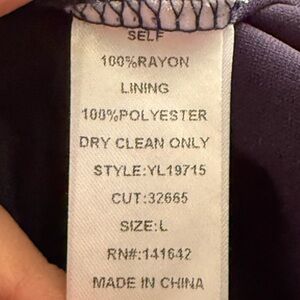 SELF
100%RAYON
LINING
100%POLYESTER
DRY CLEAN ONLY
STYLE:YL19715
CUT:32665
SIZE:L
RN#:141642
MADE IN CHINA